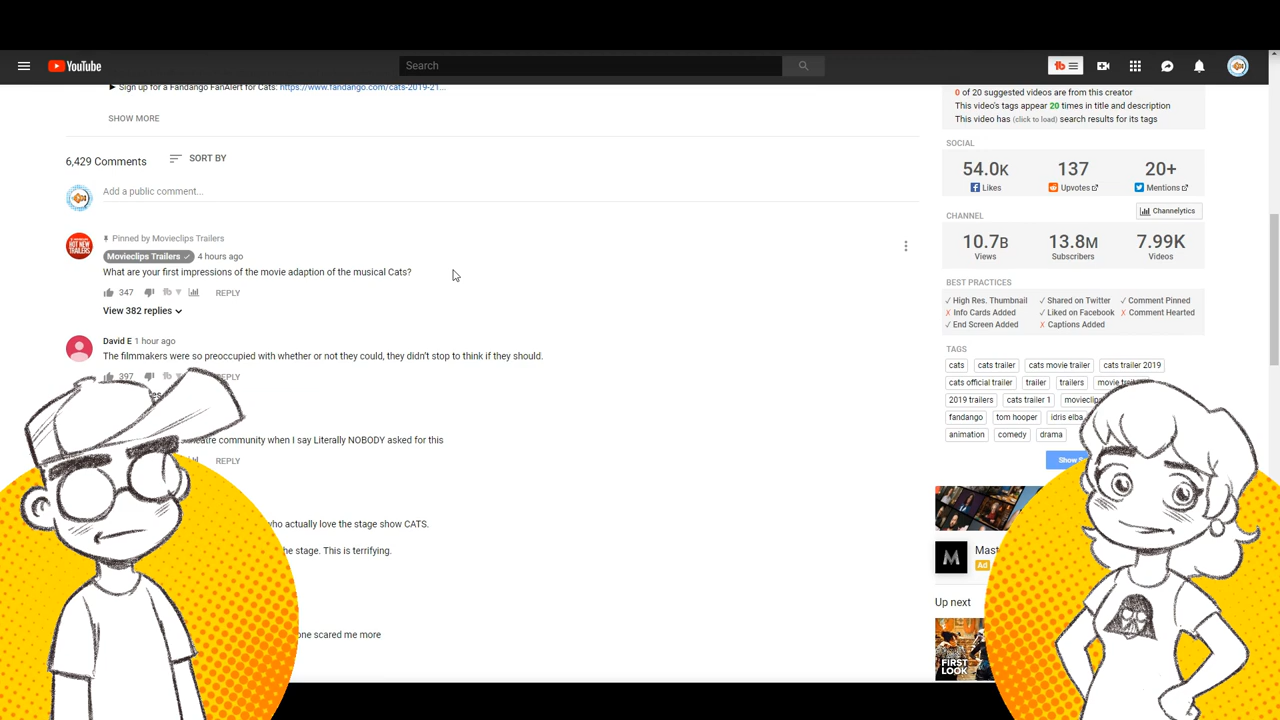 YouTube
Search
tb
▶ Sign up for a Fandango FanAlert for Cats: https://www.fandango.com/cats-2019-21...
SHOW MORE
6,429 Comments SORT BY
Add a public comment...
Pinned by Movieclips Trailers
Movieclips Trailers 4 hours ago
What are your first impressions of the movie adaption of the musical Cats?
347 tb REPLY
View 382 replies
David E 1 hour ago
The filmmakers were so preoccupied with whether or not they could, they didn't stop to think if they should.
397 REPLY
community when I say Literally NOBODY asked for this
REPLY
who actually love the stage show CATS.
the stage. This is terrifying.
scared me more
0 of 20 suggested videos are from this creator
This video's tags appear 20 times in title and description
This video has (click to load) search results for its tags
SOCIAL
54.0K 137 20+
Likes Upvotes Mentions
CHANNEL Channelytics
10.7B 13.8M 7.99K
Views Subscribers Videos
BEST PRACTICES
✓ High Res. Thumbnail ✓ Shared on Twitter ✓ Comment Pinned
✗ Info Cards Added ✓ Liked on Facebook ✗ Comment Hearted
✓ End Screen Added ✗ Captions Added
TAGS
cats cats trailer cats movie trailer cats trailer 2019
cats official trailer trailer trailers movie
2019 trailers cats trailer 1
fandango tom hooper idris elba
animation comedy drama
Show
M
Ad
Up next
FIRST
LOOK